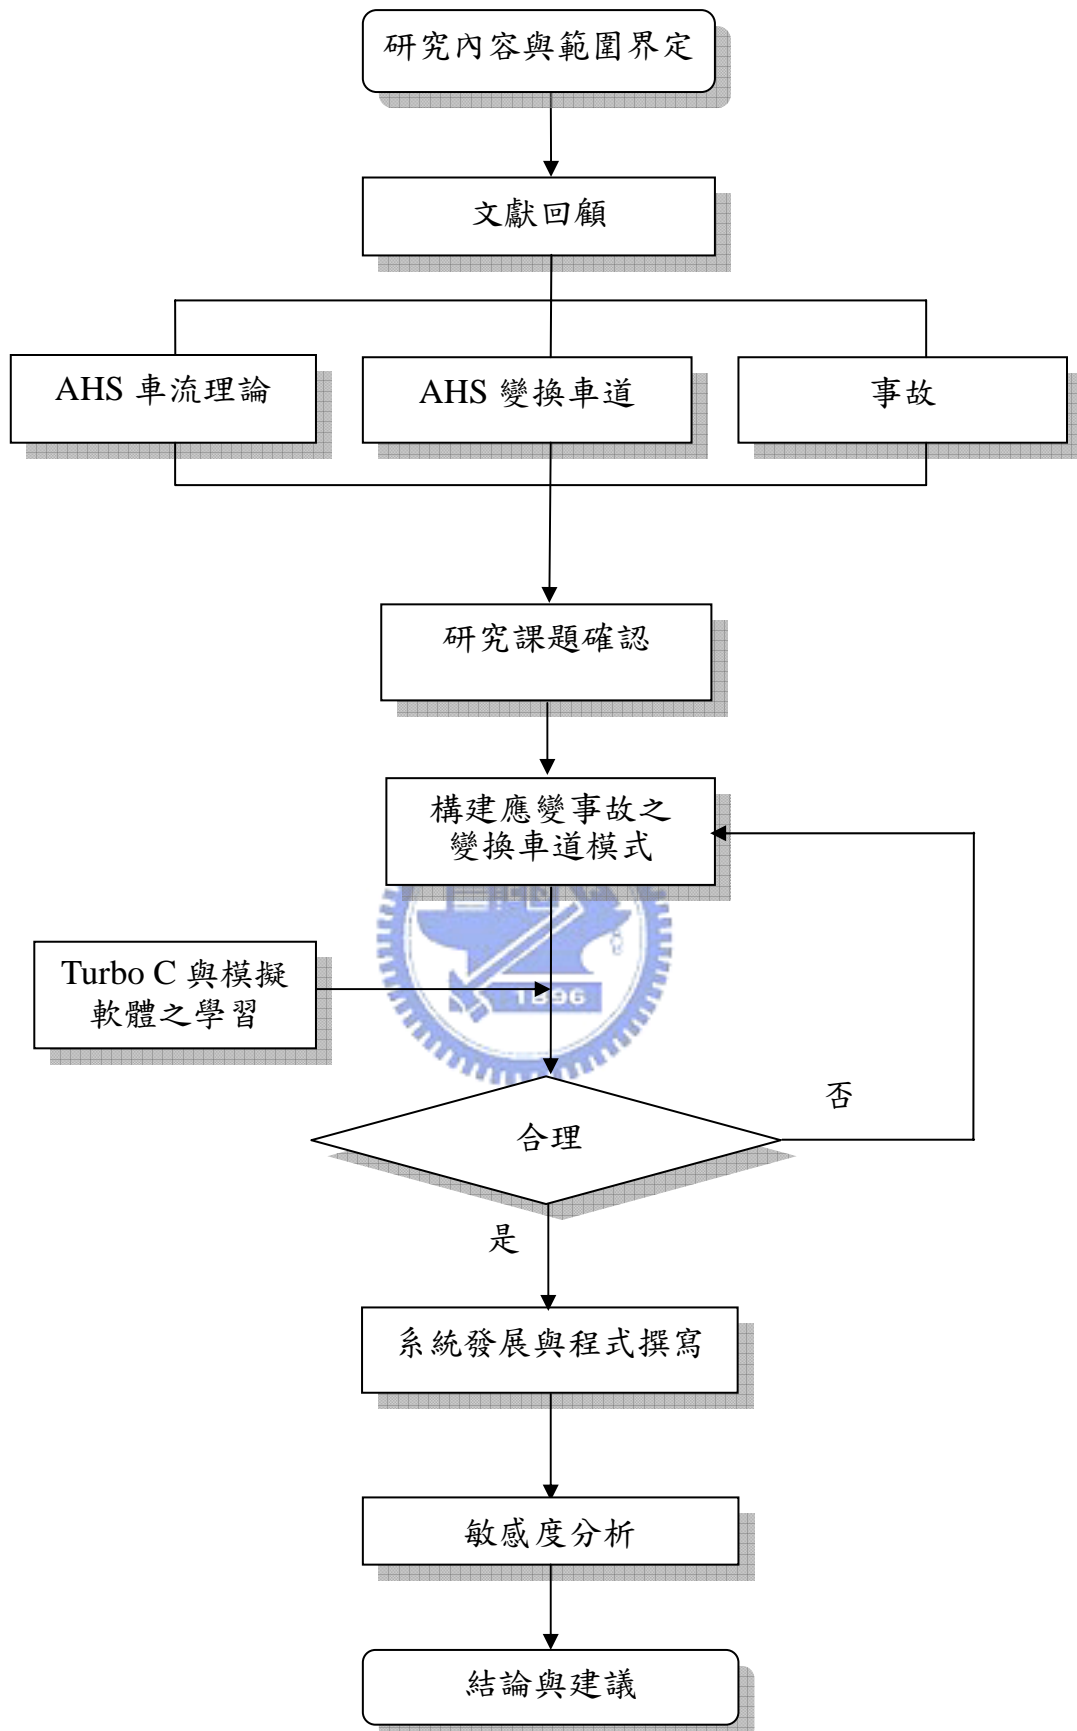 研究內容與範圍界定
文獻回顧
AHS 車流理論
AHS 變換車道
事故
研究課題確認
構建應變事故之
變換車道模式
Turbo C 與模擬
軟體之學習
1896
合理
否
是
系統發展與程式撰寫
敏感度分析
結論與建議